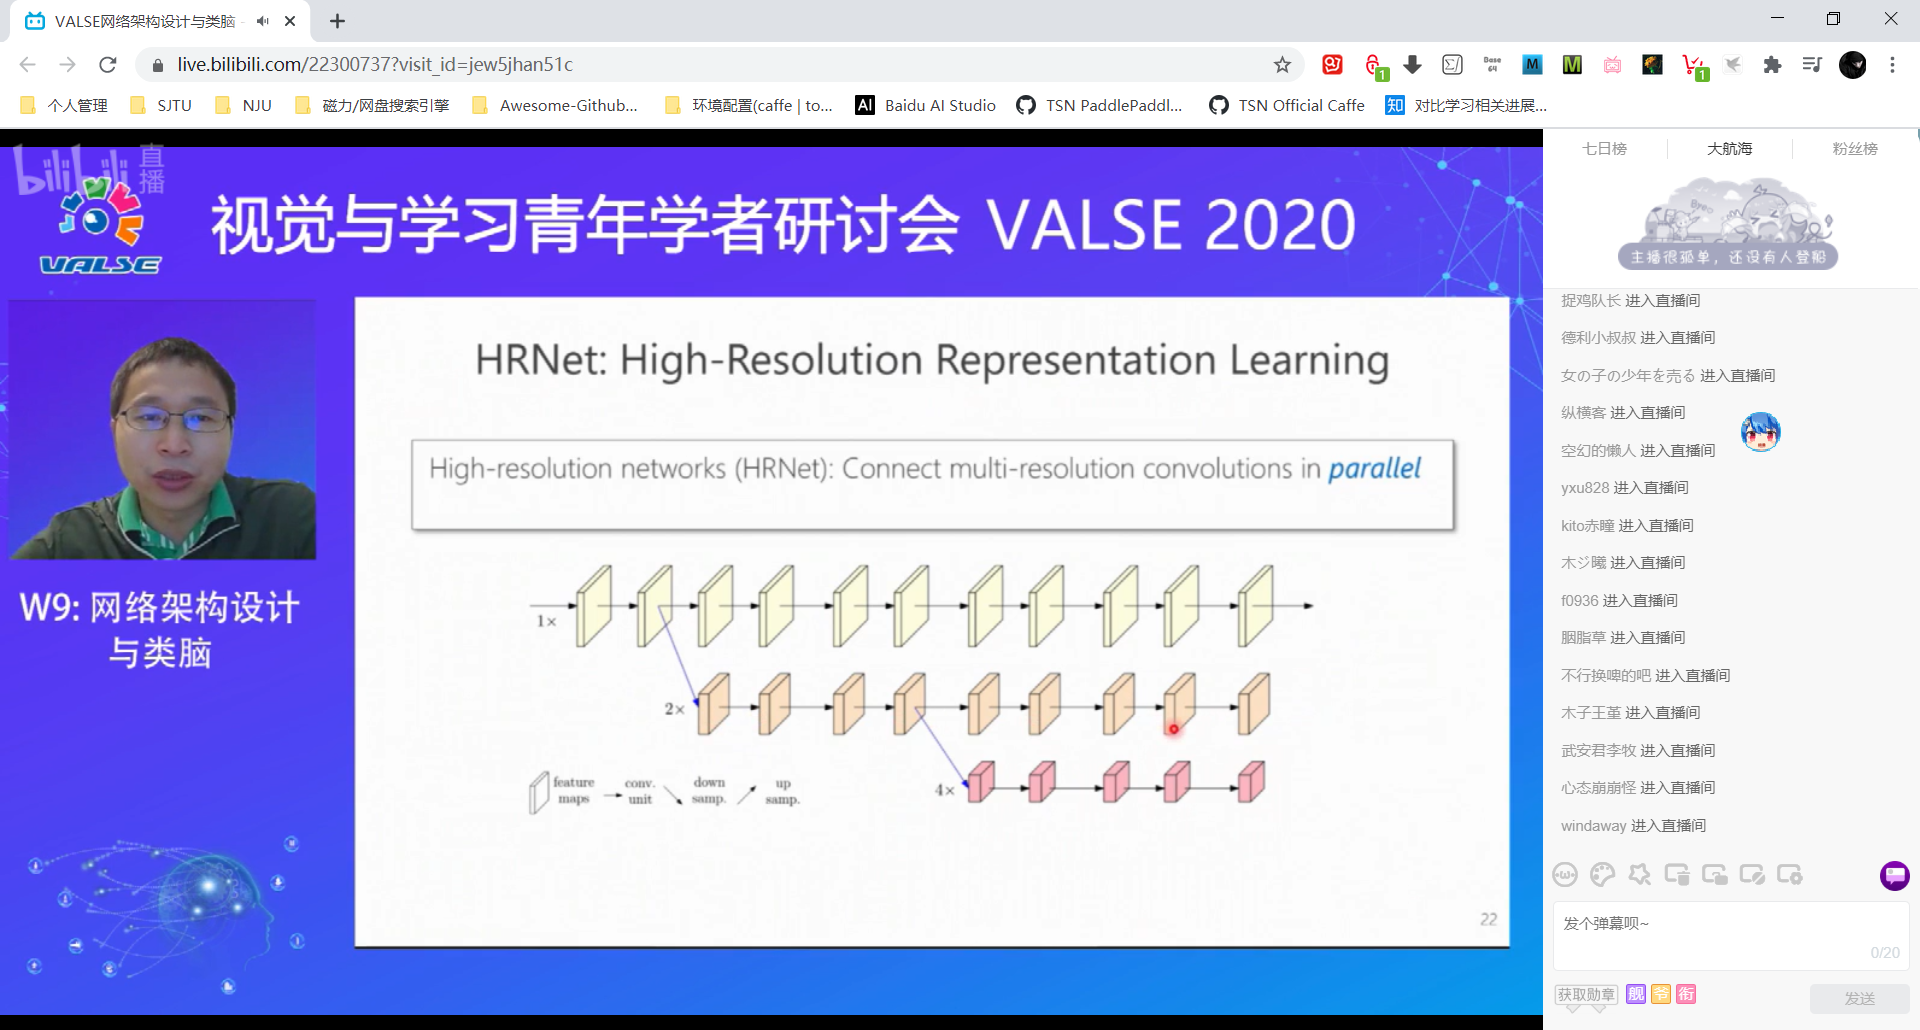 VALSE网络架构设计与类脑
live.bilibili.com/22300737?visit_id=jew5jhan51c
91
1
Base 64
M
M
1
个人管理
SJTU
NJU
磁力/网盘搜索引擎
Awesome-Github...
环境配置(caffe | to...
AI
Baidu AI Studio
TSN PaddlePaddl...
TSN Official Caffe
知
对比学习相关进展...
bilibili 直播
VALSE
视觉与学习青年学者研讨会 VALSE 2020
W9: 网络架构设计
与类脑
HRNet: High-Resolution Representation Learning
High-resolution networks (HRNet): Connect multi-resolution convolutions in parallel
1×
2×
4×
feature maps
conv. unit
down samp.
up samp.
22
七日榜
大航海
粉丝榜
主播很孤单，还没有人登船
捉鸡队长 进入直播间
德利小叔叔 进入直播间
女の子の少年を売る 进入直播间
纵横客 进入直播间
空幻的懒人 进入直播间
yxu828 进入直播间
kito赤瞳 进入直播间
木ジ曦 进入直播间
f0936 进入直播间
胭脂草 进入直播间
不行换啤的吧 进入直播间
木子王堇 进入直播间
武安君李牧 进入直播间
心态崩崩怪 进入直播间
windaway 进入直播间
发个弹幕呗~
0/20
获取勋章
舰
爷
衔
发送